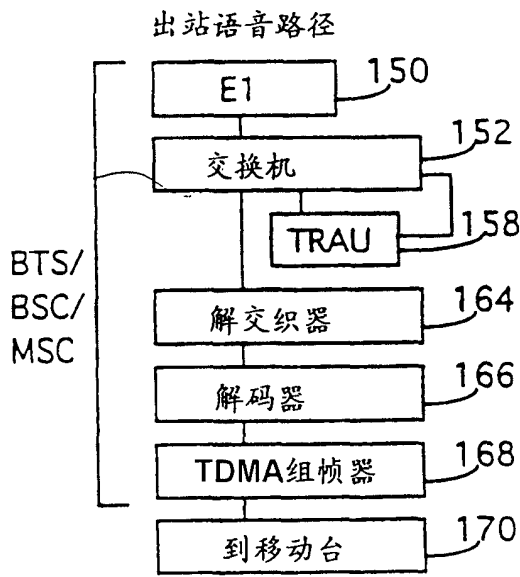 出站语音路径
E1
150
交换机
152
TRAU
158
BTS/
BSC/
MSC
解交织器
164
解码器
166
TDMA组帧器
168
到移动台
170